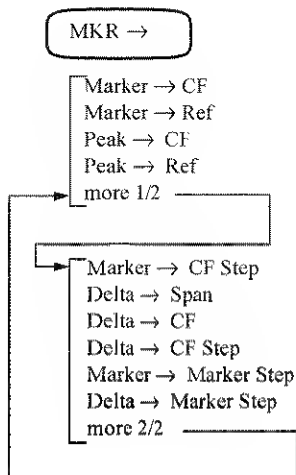 MKR →
Marker → CF
Marker → Ref
Peak → CF
Peak → Ref
more 1/2
Marker → CF Step
Delta → Span
Delta → CF
Delta → CF Step
Marker → Marker Step
Delta → Marker Step
more 2/2